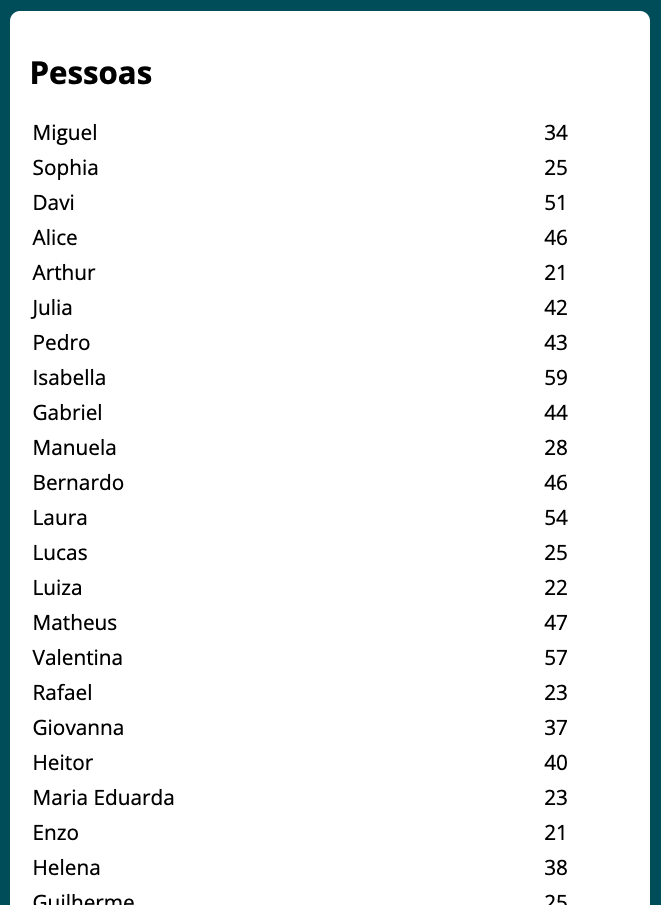 Pessoas
Miguel 34
Sophia 25
Davi 51
Alice 46
Arthur 21
Julia 42
Pedro 43
Isabella 59
Gabriel 44
Manuela 28
Bernardo 46
Laura 54
Lucas 25
Luiza 22
Matheus 47
Valentina 57
Rafael 23
Giovanna 37
Heitor 40
Maria Eduarda 23
Enzo 21
Helena 38
Guilherme 25